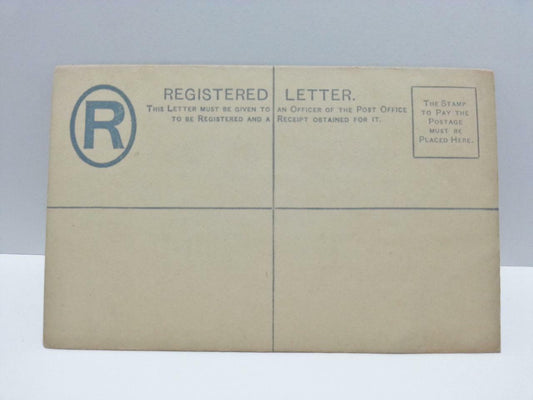 R
REGISTERED LETTER.
THIS LETTER MUST BE GIVEN TO AN OFFICER OF THE POST OFFICE
TO BE REGISTERED AND A RECEIPT OBTAINED FOR IT.
THE STAMP
TO PAY THE
POSTAGE
MUST BE
PLACED HERE.